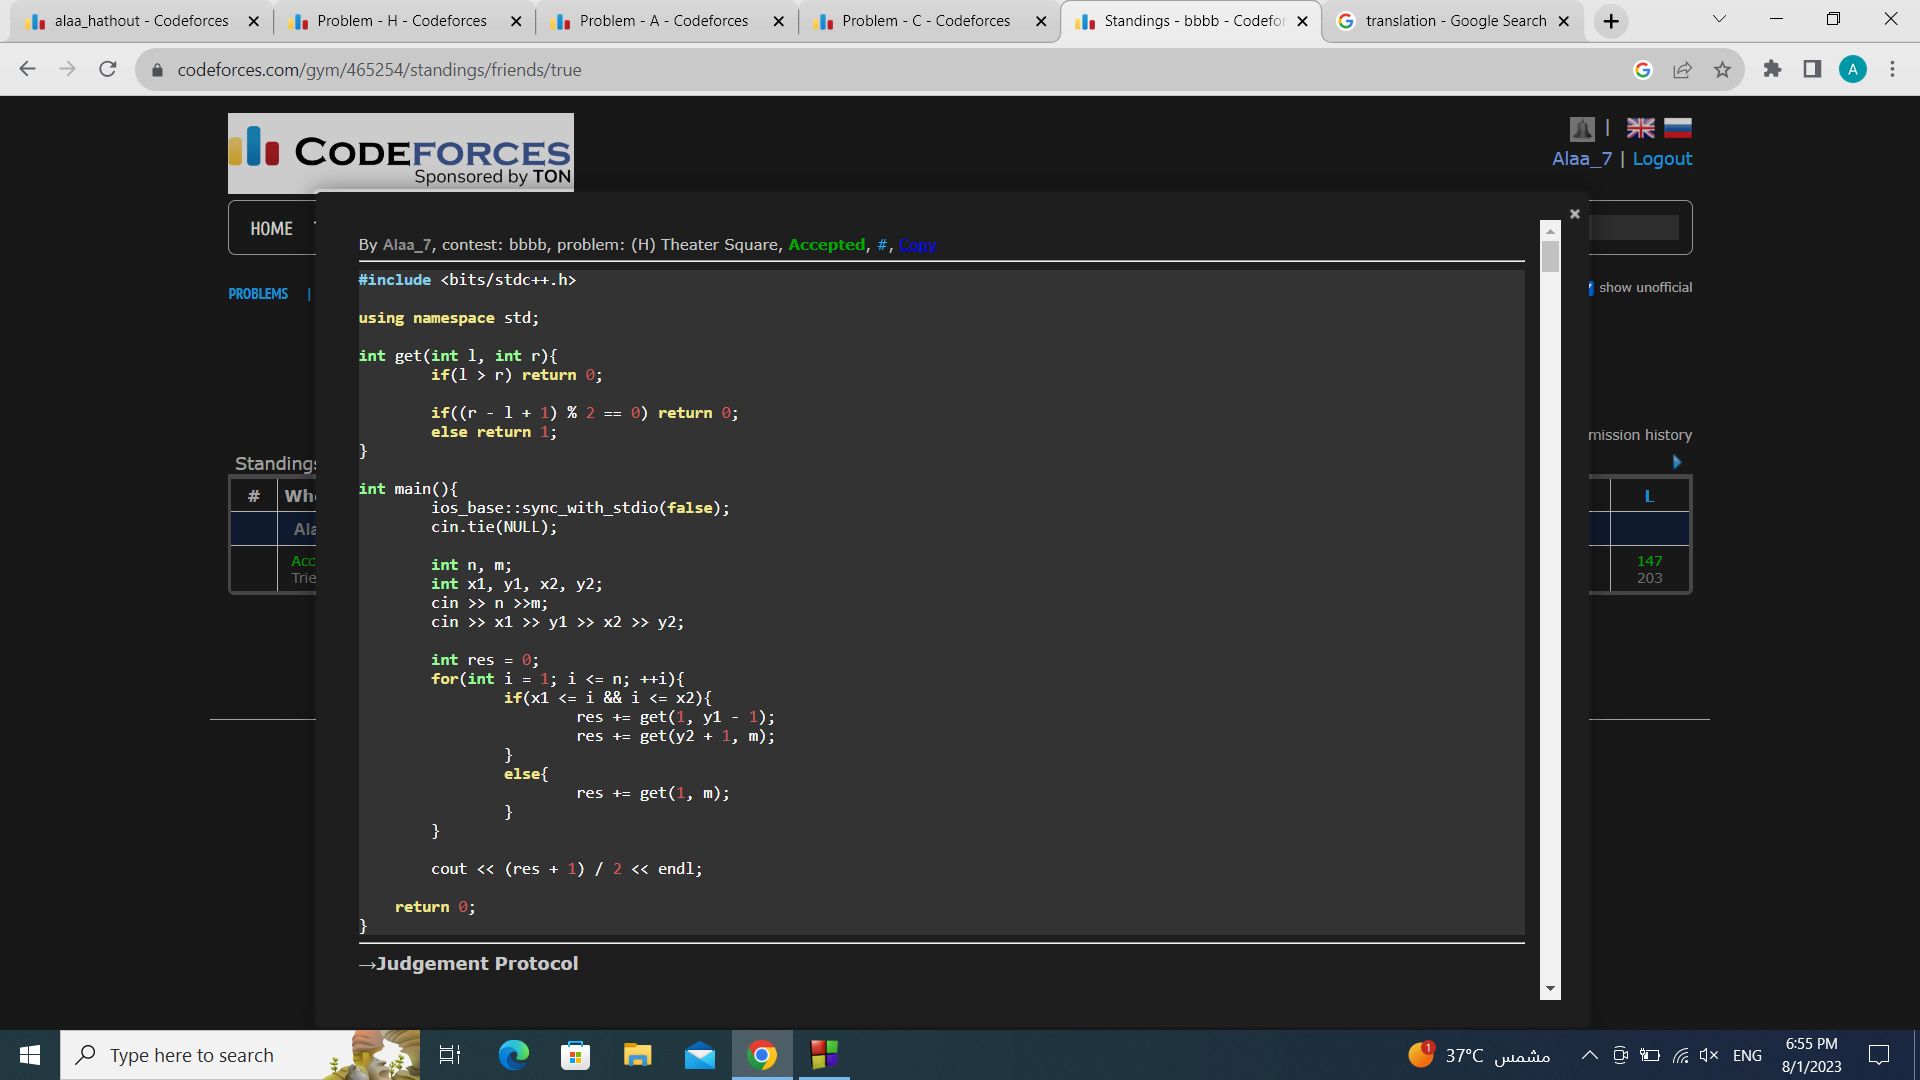 alaa_hathout - Codeforces
Problem - H - Codeforces
Problem - A - Codeforces
Problem - C - Codeforces
Standings - bbbb - Codefor
translation - Google Search
codeforces.com/gym/465254/standings/friends/true
A
CODEFORCES
Sponsored by TON
|
Alaa_7 | Logout
HOME
By Alaa_7, contest: bbbb, problem: (H) Theater Square, Accepted, #, Copy
PROBLEMS |
show unofficial
#include <bits/stdc++.h>
using namespace std;
int get(int l, int r){
if(l > r) return 0;
if((r - l + 1) % 2 == 0) return 0;
else return 1;
}
int main(){
ios_base::sync_with_stdio(false);
cin.tie(NULL);
int n, m;
int x1, y1, x2, y2;
cin >> n >>m;
cin >> x1 >> y1 >> x2 >> y2;
int res = 0;
for(int i = 1; i <= n; ++i){
if(x1 <= i && i <= x2){
res += get(1, y1 - 1);
res += get(y2 + 1, m);
}
else{
res += get(1, m);
}
}
cout << (res + 1) / 2 << endl;
return 0;
}
→Judgement Protocol
mission history
Standings
# Who
L
Ala
Acc
Trie
147
203
Type here to search
1
37°C مشمس
ENG
6:55 PM
8/1/2023